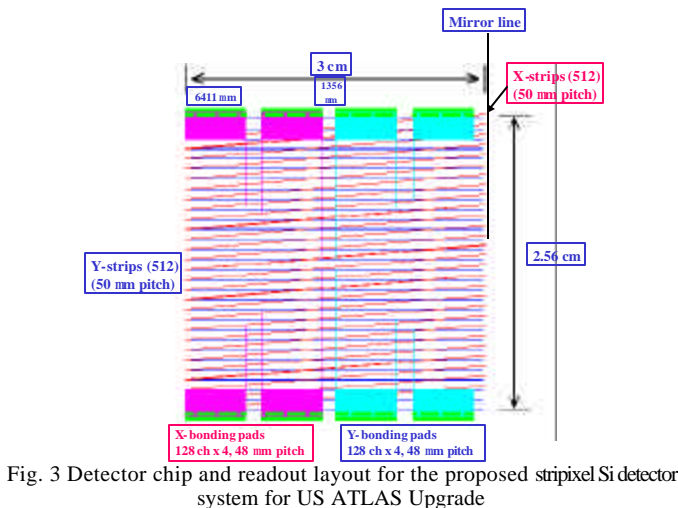 Mirror line
3 cm
X-strips (512)
(50 mm pitch)
6411 mm
1356
mm
Y-strips (512)
(50 mm pitch)
2.56 cm
X-bonding pads
128 ch x 4, 48 mm pitch
Y-bonding pads
128 ch x 4, 48 mm pitch
Fig. 3 Detector chip and readout layout for the proposed stripixel Si detector
system for US ATLAS Upgrade